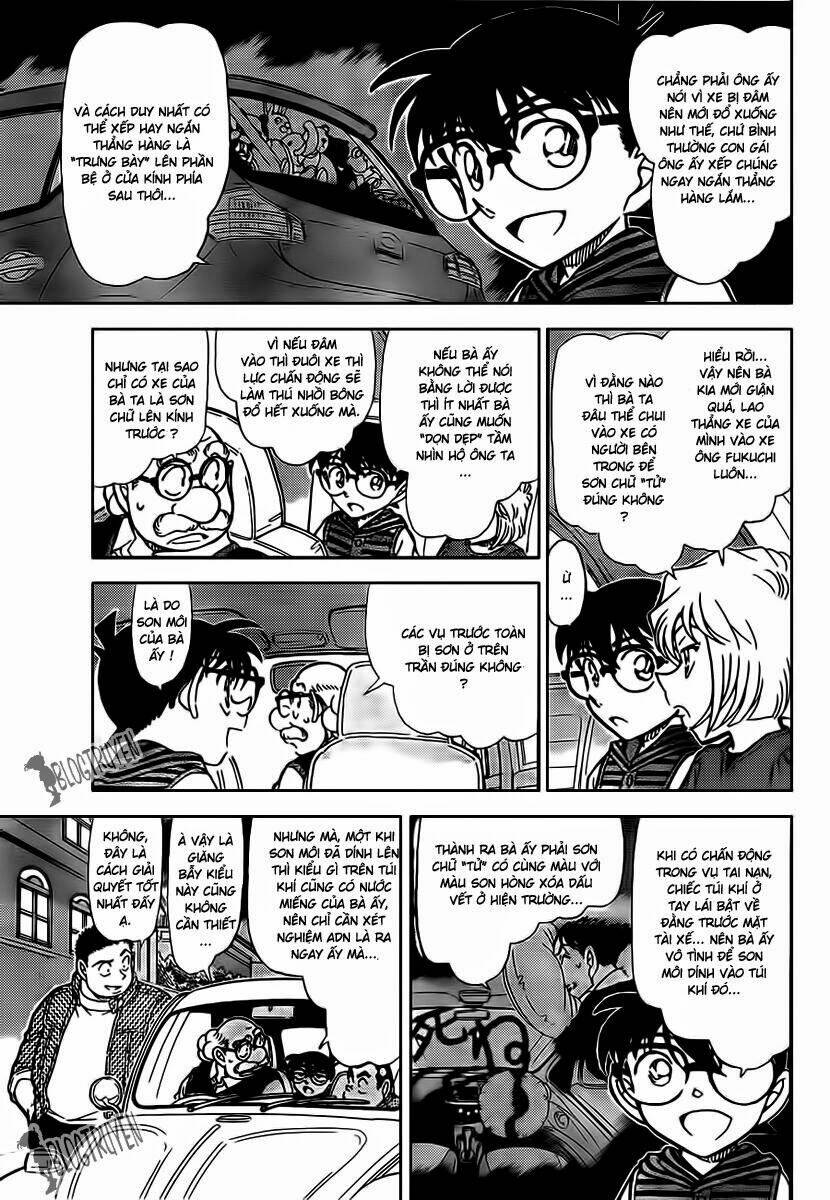 CHẲNG PHẢI ÔNG ẤY
NÓI VÌ XE BỊ ĐÂM
NÊN MỚI ĐỔ XUỐNG
NHƯ THẾ, CHỨ BÌNH
THƯỜNG CON GÁI
ÔNG ẤY XẾP CHÚNG
NGAY NGẮN THẲNG
HÀNG LẮM...
VÀ CÁCH DUY NHẤT CÓ
THỂ XẾP HAY NGẮN
THẲNG HÀNG LÀ
"TRƯNG BÀY" LÊN PHẦN
BỆ Ở CỬA KÍNH PHÍA
SAU THÔI...
HIỂU RỒI...
VẬY NÊN BÀ
KIA MỚI GIẬN
QUÁ, LAO
THẲNG XE CỦA
MÌNH VÀO XE
ÔNG FUKUCHI
LUÔN...
VÌ ĐẰNG NÀO
THÌ BÀ TA
ĐÂU THỂ CHUI
VÀO XE CÓ
NGƯỜI BÊN
TRONG ĐỂ
SƠN CHỮ "TỬ"
ĐÚNG KHÔNG
?
Ừ
...
NẾU BÀ ẤY
KHÔNG THỂ NÓI
BẰNG LỜI ĐƯỢC
THÌ ÍT NHẤT BÀ
ẤY CŨNG MUỐN
"DỌN DẸP" TẦM
NHÌN HỘ ÔNG TA
...
VÌ NẾU ĐÂM
VÀO THÌ ĐUÔI XE THÌ
LỰC CHẤN ĐỘNG SẼ
LÀM THÚ NHỒI BÔNG
ĐỔ HẾT XUỐNG MÀ.
NHƯNG TẠI SAO
CHỈ CÓ XE CỦA
BÀ TA LÀ SƠN
CHỮ LÊN KÍNH
TRƯỚC ?
CÁC VỤ TRƯỚC TOÀN
BỊ SƠN Ở TRÊN
TRẦN ĐÚNG KHÔNG
?
LÀ DO
SON MÔI
CỦA BÀ
ẤY !
BLOGTRUYEN
KHI CÓ CHẤN ĐỘNG
TRONG VỤ TAI NẠN,
CHIẾC TÚI KHÍ Ở
TAY LÁI BẬT VỀ
ĐẰNG TRƯỚC MẶT
TÀI XẾ... NÊN BÀ ẤY
VÔ TÌNH ĐỂ SON
MÔI DÍNH VÀO TÚI
KHÍ ĐÓ...
THÀNH RA BÀ ẤY PHẢI SƠN
CHỮ "TỬ" CÓ CÙNG MÀU VỚI
MÀU SON HÒNG XÓA DẤU
VẾT Ở HIỆN TRƯỜNG...
死ね
NHƯNG MÀ, MỘT KHI
SON MÔI ĐÃ DÍNH LÊN
THÌ KIỂU GÌ TRÊN TÚI
KHÍ CŨNG CÓ NƯỚC
MIẾNG CỦA BÀ ẤY,
NÊN CHỈ CẦN XÉT
NGHIỆM ADN LÀ RA
NGAY ẤY MÀ...
À VẬY LÀ
GIĂNG
BẪY KIỂU
NÀY CŨNG
KHÔNG
CẦN THIẾT
...
KHÔNG,
ĐÂY LÀ
CÁCH GIẢI
QUYẾT TỐT
NHẤT ĐẤY
Ạ.
BLOGTRUYEN